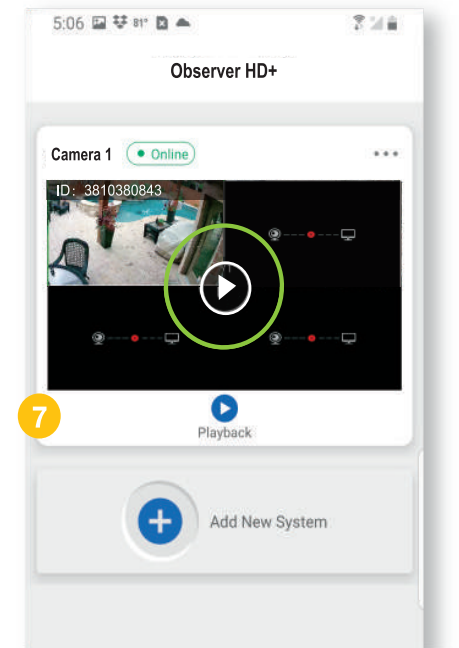 5:06 81°
Observer HD+
Camera 1 Online
ID: 3810380843
7
Playback
Add New System